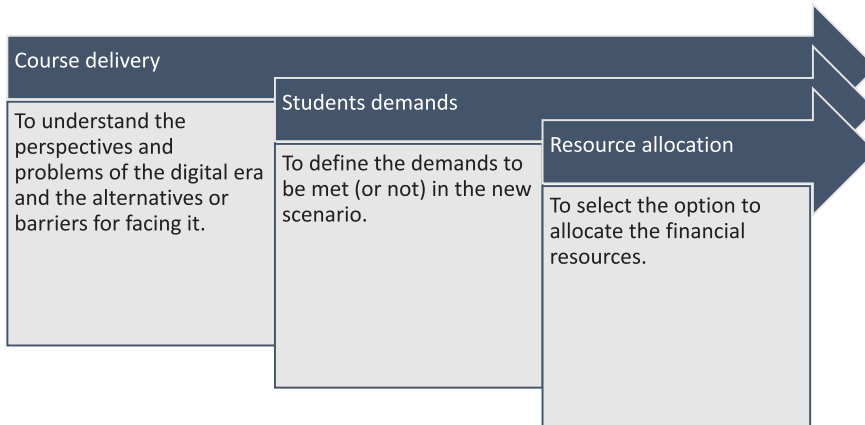 Course delivery
To understand the
perspectives and
problems of the digital era
and the alternatives or
barriers for facing it.
Students demands
To define the demands to
be met (or not) in the new
scenario.
Resource allocation
To select the option to
allocate the financial
resources.